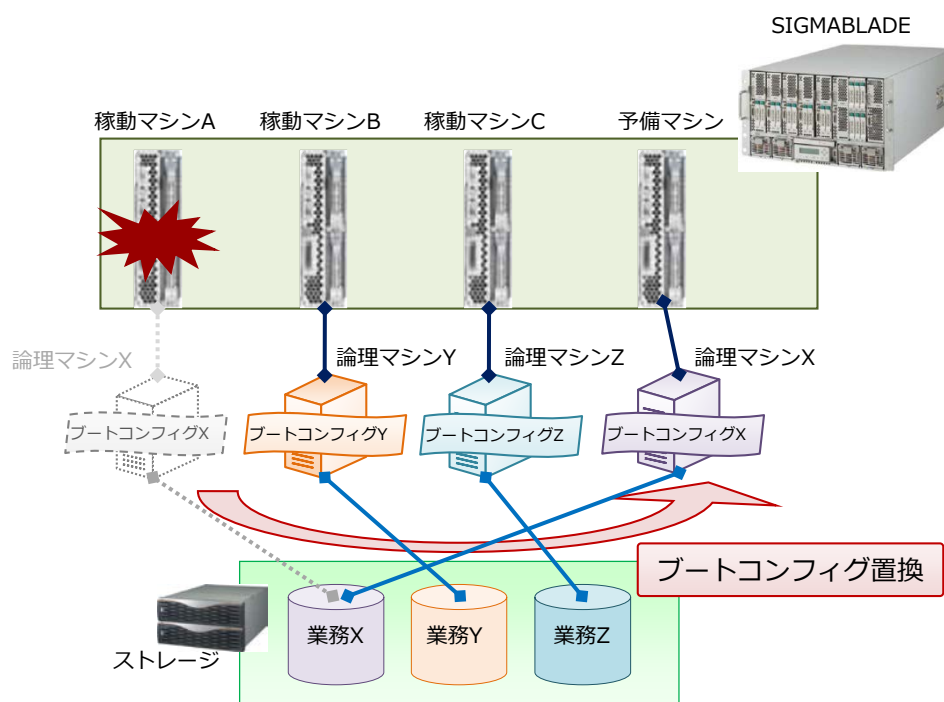 SIGMABLADE
稼動マシンA
稼動マシンB
稼動マシンC
予備マシン
論理マシンX
論理マシンY
論理マシンZ
論理マシンX
ブートコンフィグX
ブートコンフィグY
ブートコンフィグZ
ブートコンフィグX
ブートコンフィグ置換
業務X
業務Y
業務Z
ストレージ